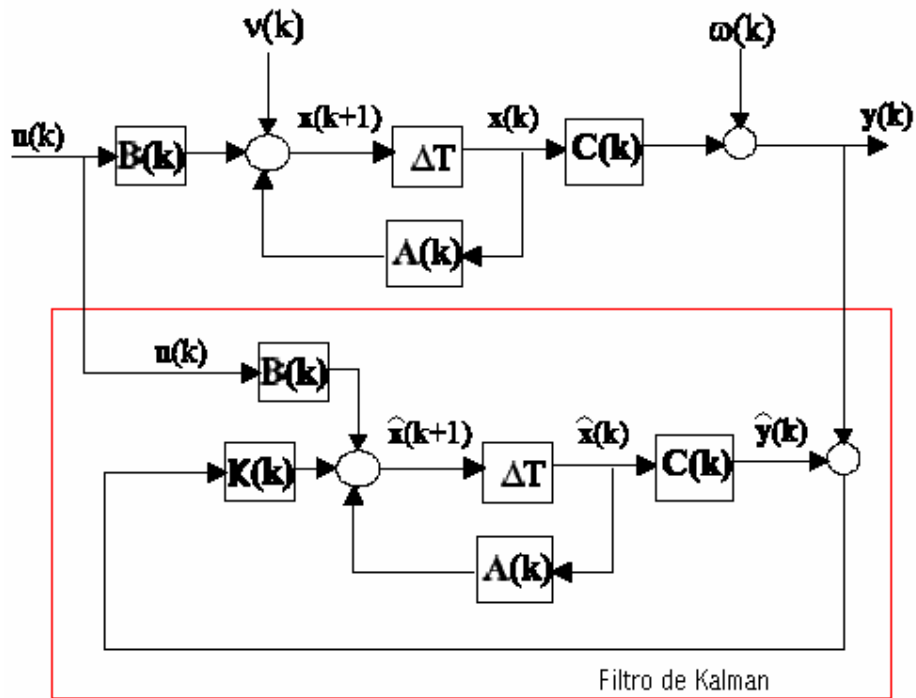 ν(k)
ω(k)
u(k)
B(k)
x(k+1)
ΔT
x(k)
C(k)
y(k)
A(k)
u(k)
B(k)
K(k)
x̂(k+1)
ΔT
x̂(k)
C(k)
ŷ(k)
A(k)
Filtro de Kalman